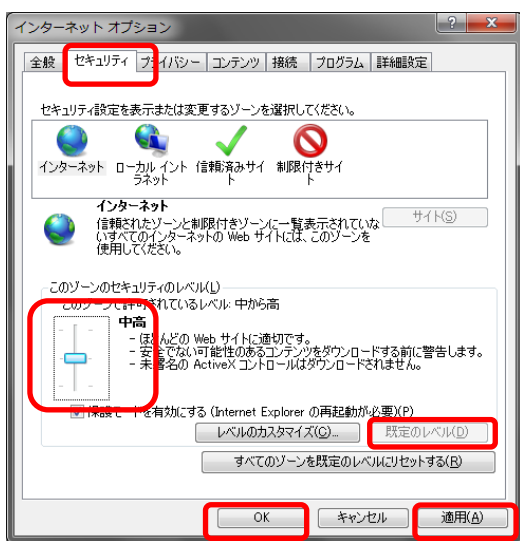 インターネット オプション
全般 セキュリティ プライバシー コンテンツ 接続 プログラム 詳細設定
セキュリティ設定を表示または変更するゾーンを選択してください。
インターネット ローカル イントラネット 信頼済みサイト 制限付きサイト
インターネット
信頼されたゾーンと制限付きゾーンに一覧表示されていな
いすべてのインターネットの Web サイトには、このゾーンを
使用してください。
サイト(S)
このゾーンのセキュリティのレベル(L)
このゾーンで許可されているレベル: 中から高
中高
- ほとんどの Web サイトに適切です。
- 安全でない可能性のあるコンテンツをダウンロードする前に警告します。
- 未署名の ActiveX コントロールはダウンロードされません。
保護モードを有効にする (Internet Explorer の再起動が必要)(P)
レベルのカスタマイズ(C)... 既定のレベル(D)
すべてのゾーンを既定のレベルにリセットする(R)
OK キャンセル 適用(A)